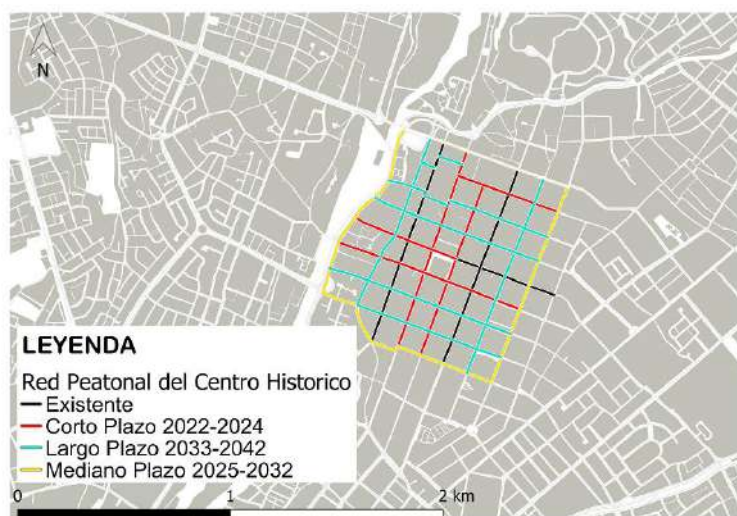 N
LEYENDA
Red Peatonal del Centro Historico
Existente
Corto Plazo 2022-2024
Largo Plazo 2033-2042
Mediano Plazo 2025-2032
0 1 2 km